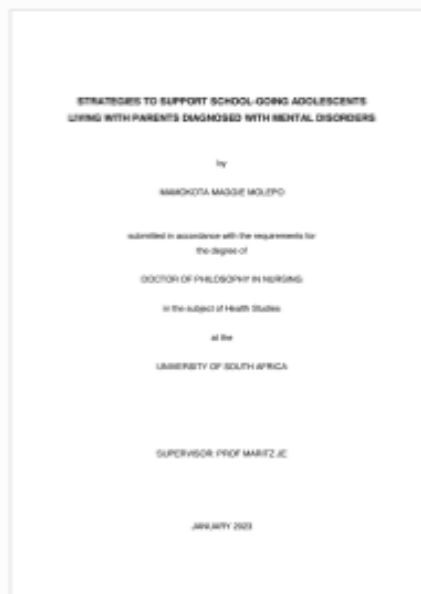 STRATEGIES TO SUPPORT SCHOOL-GOING ADOLESCENTS
LIVING WITH PARENTS DIAGNOSED WITH MENTAL DISORDERS
by
MAMOKOTA MAGGIE MOLEPO
submitted in accordance with the requirements for
the degree of
DOCTOR OF PHILOSOPHY IN NURSING
in the subject of Health Studies
at the
UNIVERSITY OF SOUTH AFRICA
SUPERVISOR: PROF MARITZ JE
JANUARY 2023